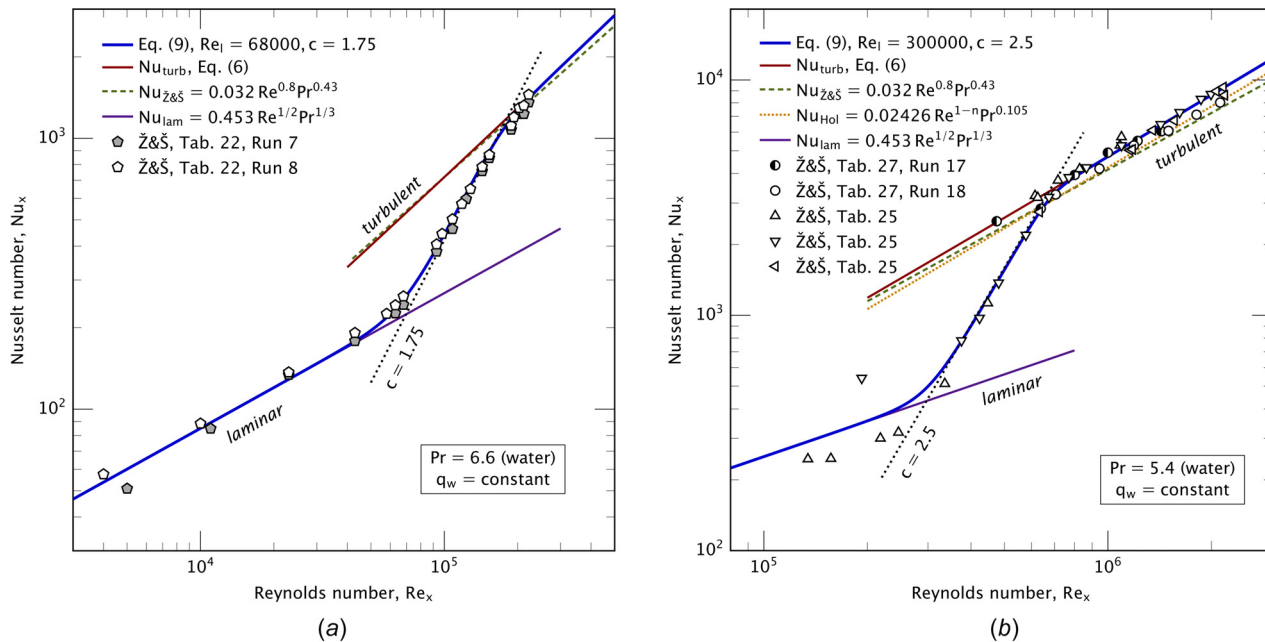 Eq. (9), Reₗ = 68000, c = 1.75
Nu_turb, Eq. (6)
Nu_Ž&Š = 0.032 Re^0.8 Pr^0.43
Nu_lam = 0.453 Re^1/2 Pr^1/3
Ž&Š, Tab. 22, Run 7
Ž&Š, Tab. 22, Run 8
turbulent
laminar
c = 1.75
Pr = 6.6 (water)
q_w = constant
10^3
10^2
Nusselt number, Nu_x
10^4
10^5
Reynolds number, Re_x
(a)
Eq. (9), Reₗ = 300000, c = 2.5
Nu_turb, Eq. (6)
Nu_Ž&Š = 0.032 Re^0.8 Pr^0.43
Nu_Hol = 0.02426 Re^1−n Pr^0.105
Nu_lam = 0.453 Re^1/2 Pr^1/3
Ž&Š, Tab. 27, Run 17
Ž&Š, Tab. 27, Run 18
Ž&Š, Tab. 25
Ž&Š, Tab. 25
Ž&Š, Tab. 25
turbulent
laminar
c = 2.5
Pr = 5.4 (water)
q_w = constant
10^4
10^3
10^2
Nusselt number, Nu_x
10^5
10^6
Reynolds number, Re_x
(b)